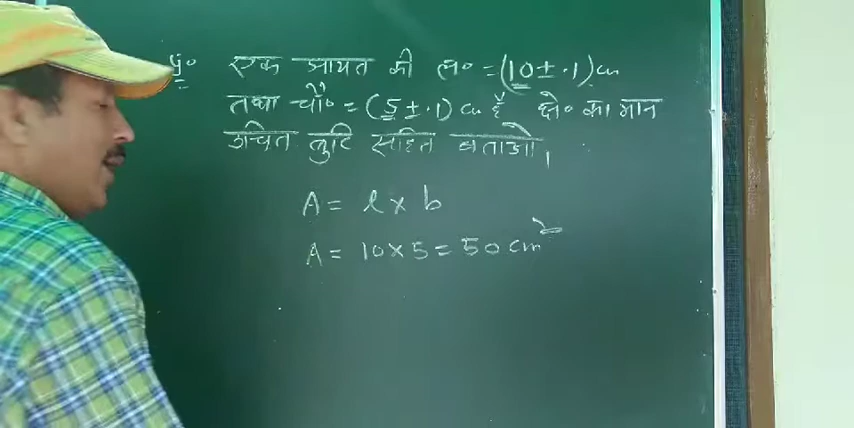 प्र० एक आयत की ल० = (10 ± .1) cm
तथा चौ० = (5 ± .1) cm है क्षे० का मान
उचित त्रुटि सहित बताओ।
A = l × b
A = 10 × 5 = 50 cm²